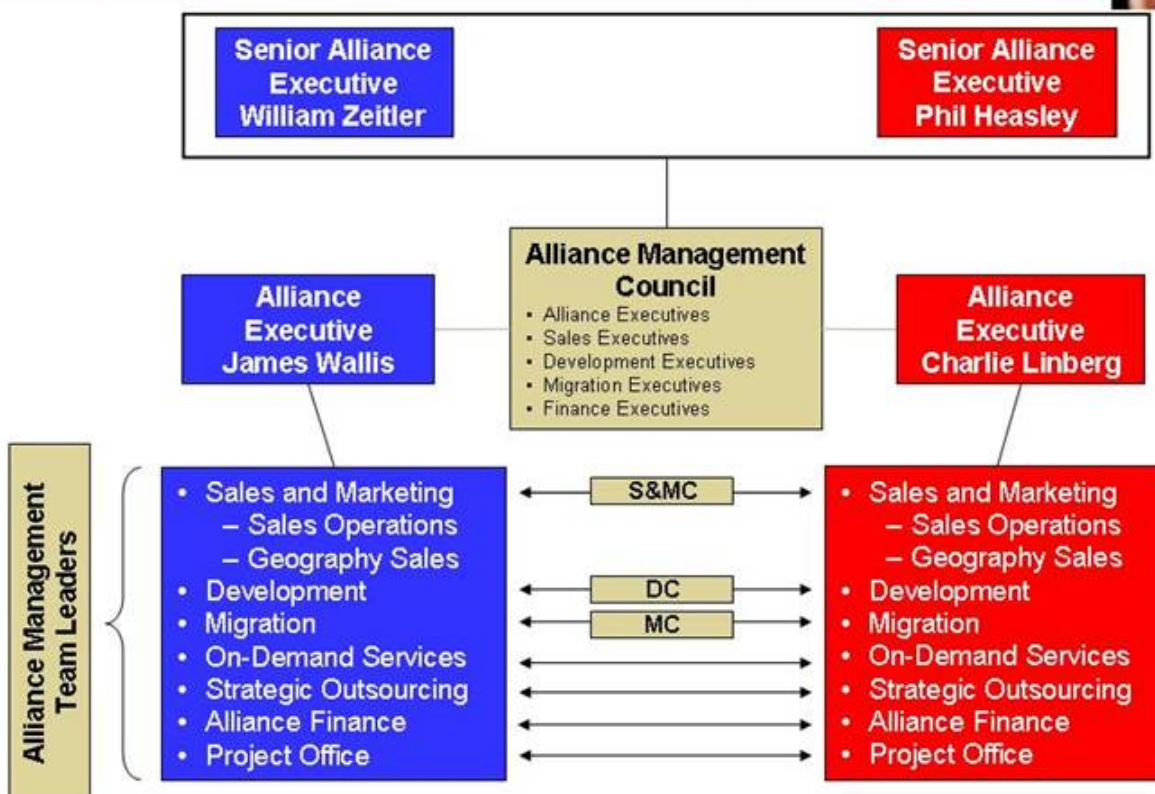 Senior Alliance
Executive
William Zeitler
Senior Alliance
Executive
Phil Heasley
Alliance Management
Council
• Alliance Executives
• Sales Executives
• Development Executives
• Migration Executives
• Finance Executives
Alliance
Executive
James Wallis
Alliance
Executive
Charlie Linberg
Alliance Management
Team Leaders
• Sales and Marketing
– Sales Operations
– Geography Sales
• Development
• Migration
• On-Demand Services
• Strategic Outsourcing
• Alliance Finance
• Project Office
S&MC
DC
MC
• Sales and Marketing
– Sales Operations
– Geography Sales
• Development
• Migration
• On-Demand Services
• Strategic Outsourcing
• Alliance Finance
• Project Office